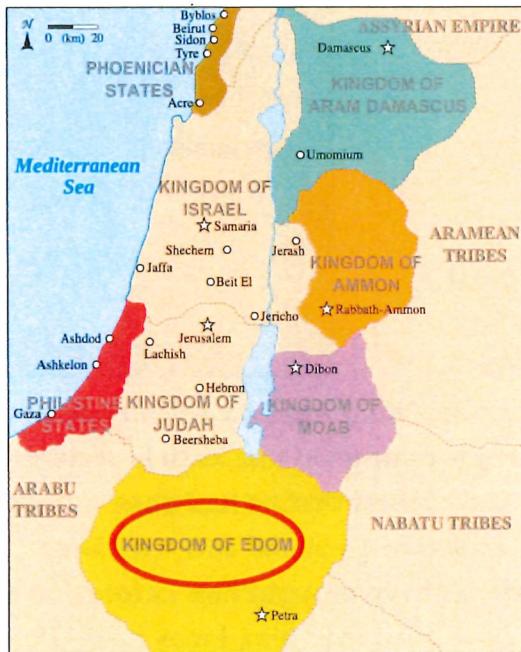 Byblos
Beirut
Sidon
Tyre
N
0 (km) 20
ASSYRIAN EMPIRE
Damascus
PHOENICIAN
STATES
KINGDOM OF
ARAM DAMASCUS
Acre
Umomium
Mediterranean
Sea
KINGDOM OF
ISRAEL
Samaria
Shechem
Jerash
ARAMEAN
TRIBES
Jaffa
Beit El
KINGDOM OF
AMMON
Rabbath-Ammon
Jericho
Ashdod
Jerusalem
Lachish
Ashkelon
Dibon
Hebron
Gaza
PHILISTINE
STATES
KINGDOM OF
JUDAH
KINGDOM OF
MOAB
Beersheba
ARABU
TRIBES
NABATU TRIBES
KINGDOM OF EDOM
Petra